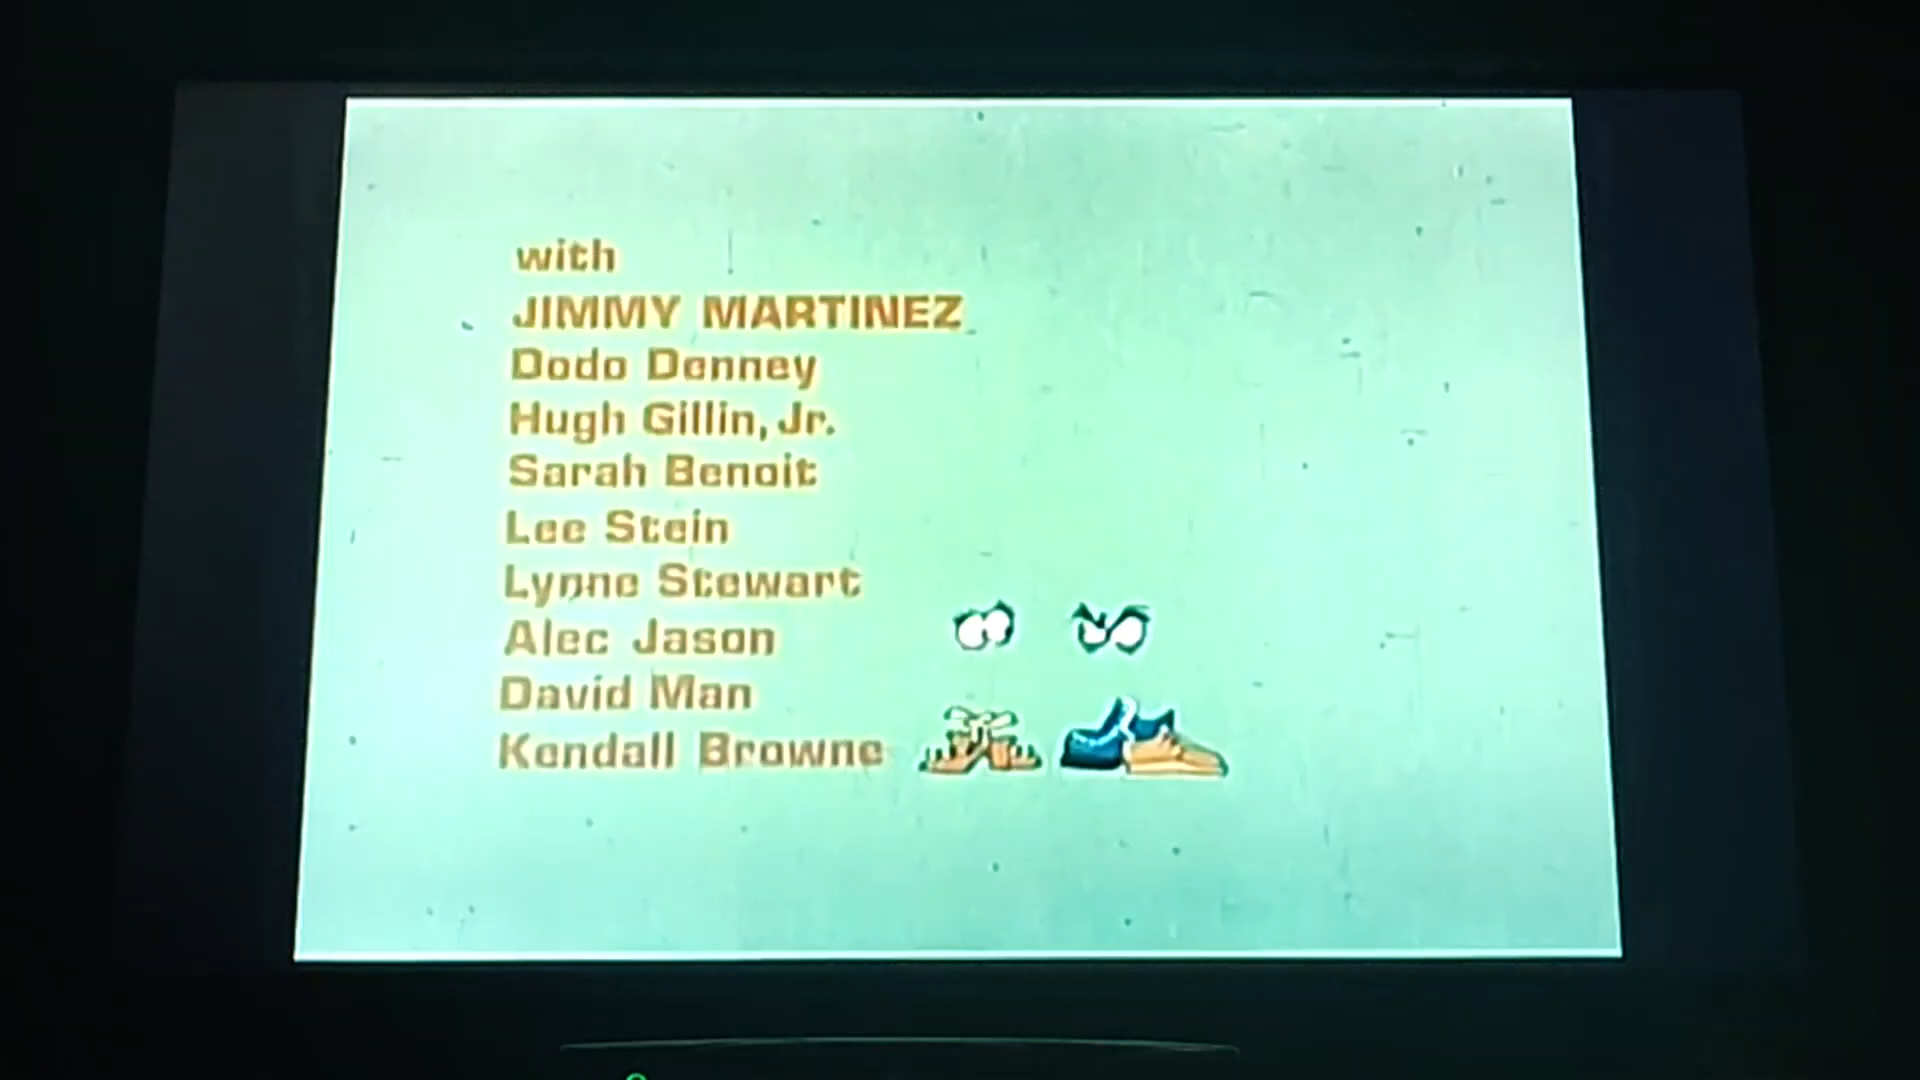 with
JIMMY MARTINEZ
Dodo Denney
Hugh Gillin, Jr.
Sarah Benoit
Lee Stein
Lynne Stewart
Alec Jason
David Man
Kendall Browne